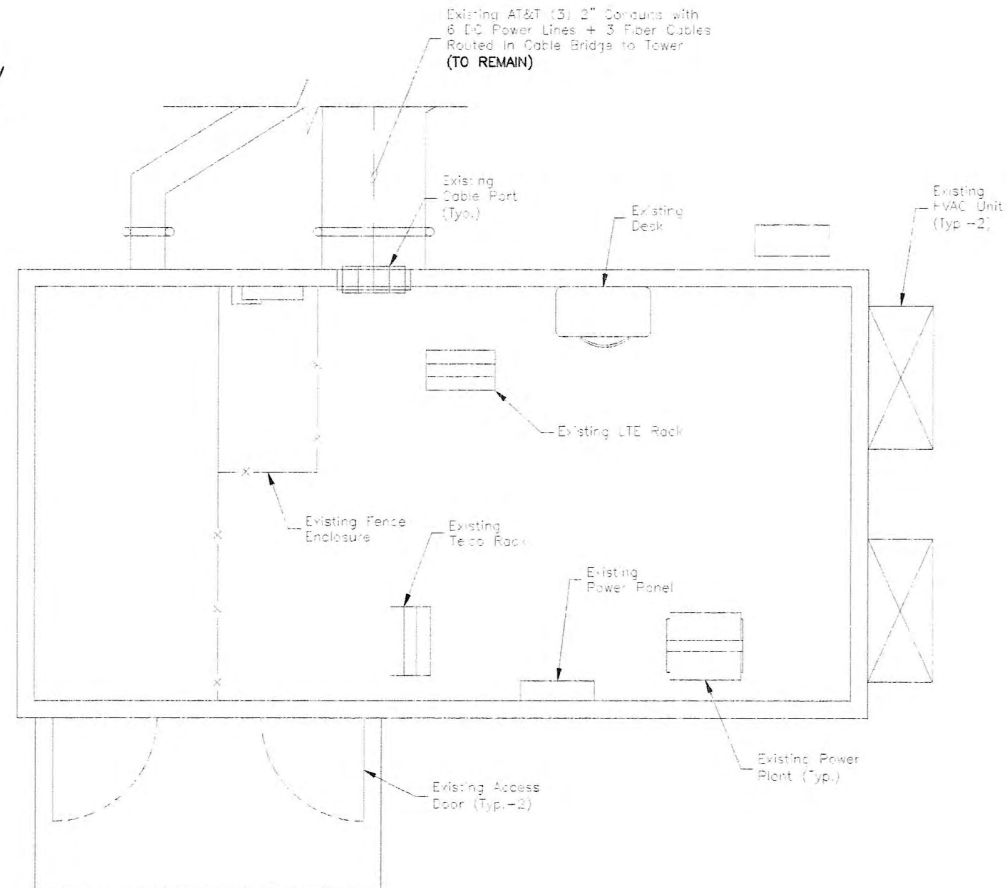 Existing AT&T (3) 2" Conduits with
6 DC Power Lines + 3 Fiber Cables
Routed in Cable Bridge to Tower
(TO REMAIN)
Existing
Cable Port
(Typ.)
Existing
Desk
Existing
HVAC Unit
(Typ.-2)
Existing LTE Rack
Existing Fence
Enclosure
Existing
Telco Rack
Existing
Power Panel
Existing Power
Plant (Typ.)
Existing Access
Door (Typ.-2)